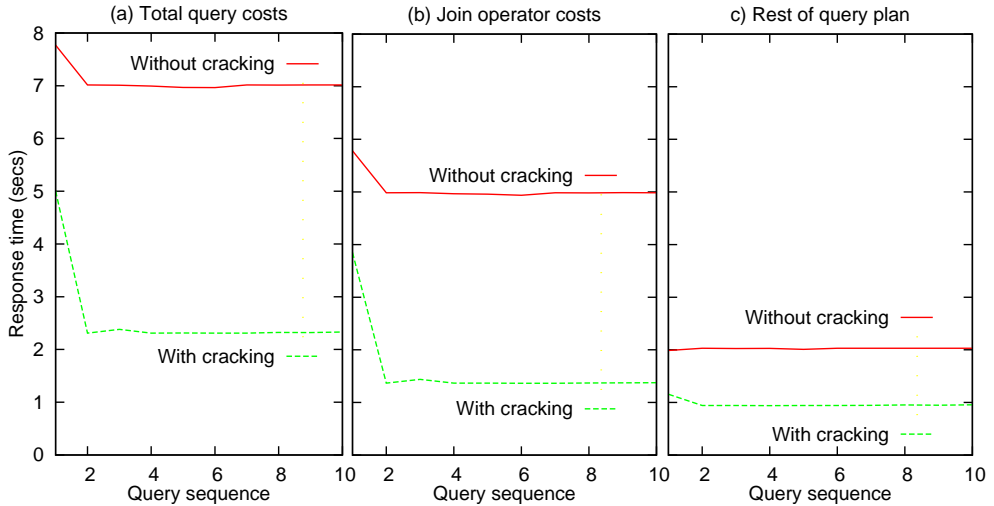 (a) Total query costs
(b) Join operator costs
c) Rest of query plan
Response time (secs)
8
7
6
5
4
3
2
1
0
Without cracking
With cracking
Without cracking
With cracking
Without cracking
With cracking
2 4 6 8 10
2 4 6 8 10
2 4 6 8 10
Query sequence
Query sequence
Query sequence